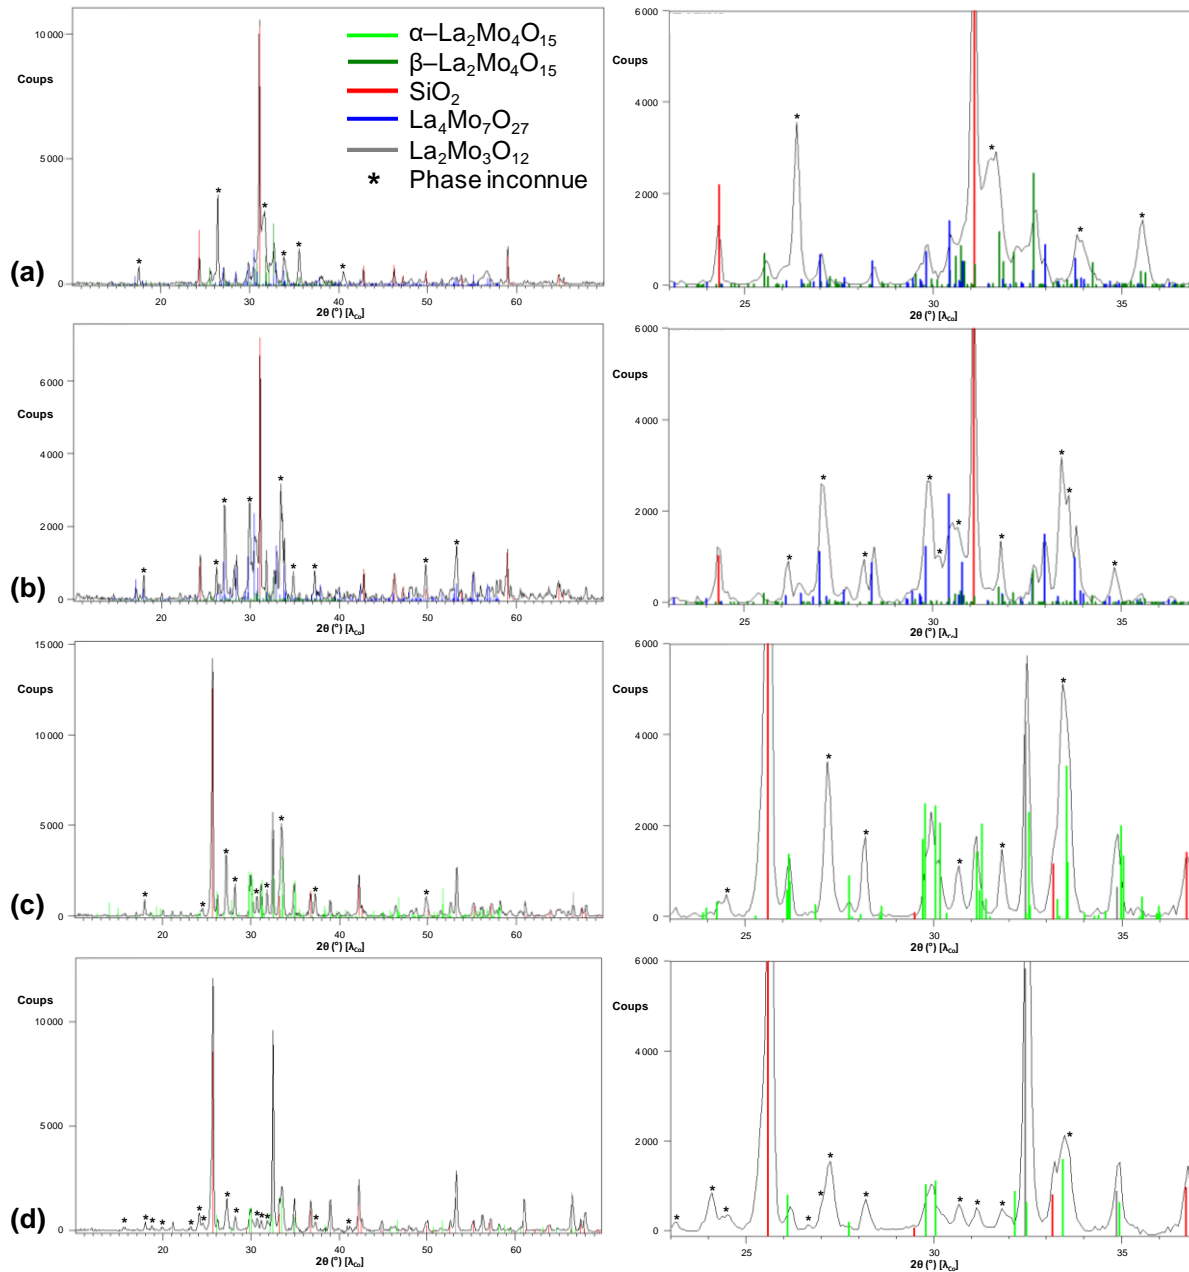 α–La₂Mo₄O₁₅
β–La₂Mo₄O₁₅
SiO₂
La₄Mo₇O₂₇
La₂Mo₃O₁₂
* Phase inconnue
(a)
10 000
Coups
5 000
0
* * * * * * *
20 30 40 50 60
2θ (°) [λCo]
6 000
Coups
4 000
2 000
0
* * * *
25 30 35
2θ (°) [λCo]
(b)
6 000
Coups
4 000
2 000
0
* * * * * * * * *
20 30 40 50 60
2θ (°) [λCo]
6 000
Coups
4 000
2 000
0
* * * * * * * * * *
25 30 35
2θ (°) [λCo]
(c)
15 000
Coups
10 000
5 000
0
* * * * * * * * *
20 30 40 50 60
2θ (°) [λCo]
6 000
Coups
4 000
2 000
0
* * * * * *
25 30 35
2θ (°) [λCo]
(d)
Coups
10 000
5 000
0
* * * * * * * * * * * * * * *
20 30 40 50 60
2θ (°) [λCo]
6 000
Coups
4 000
2 000
0
* * * * * * * * * * *
25 30 35
2θ (°) [λCo]